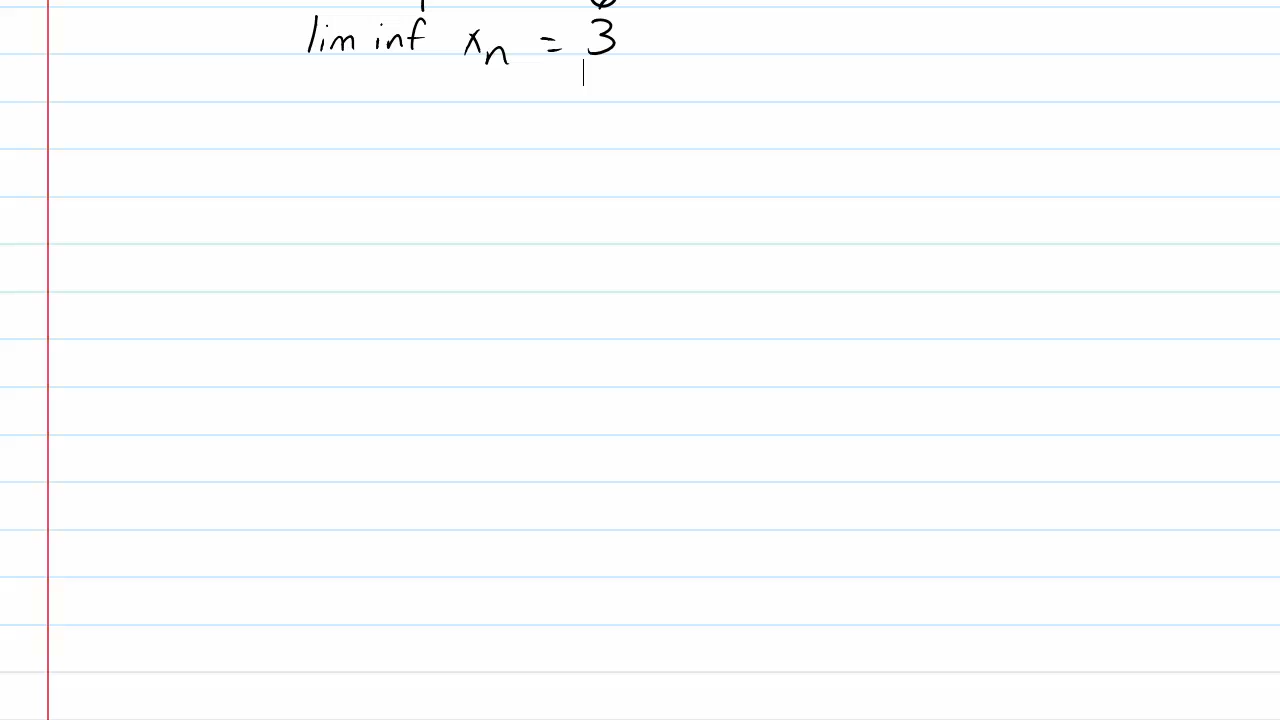 lim inf xₙ = 3